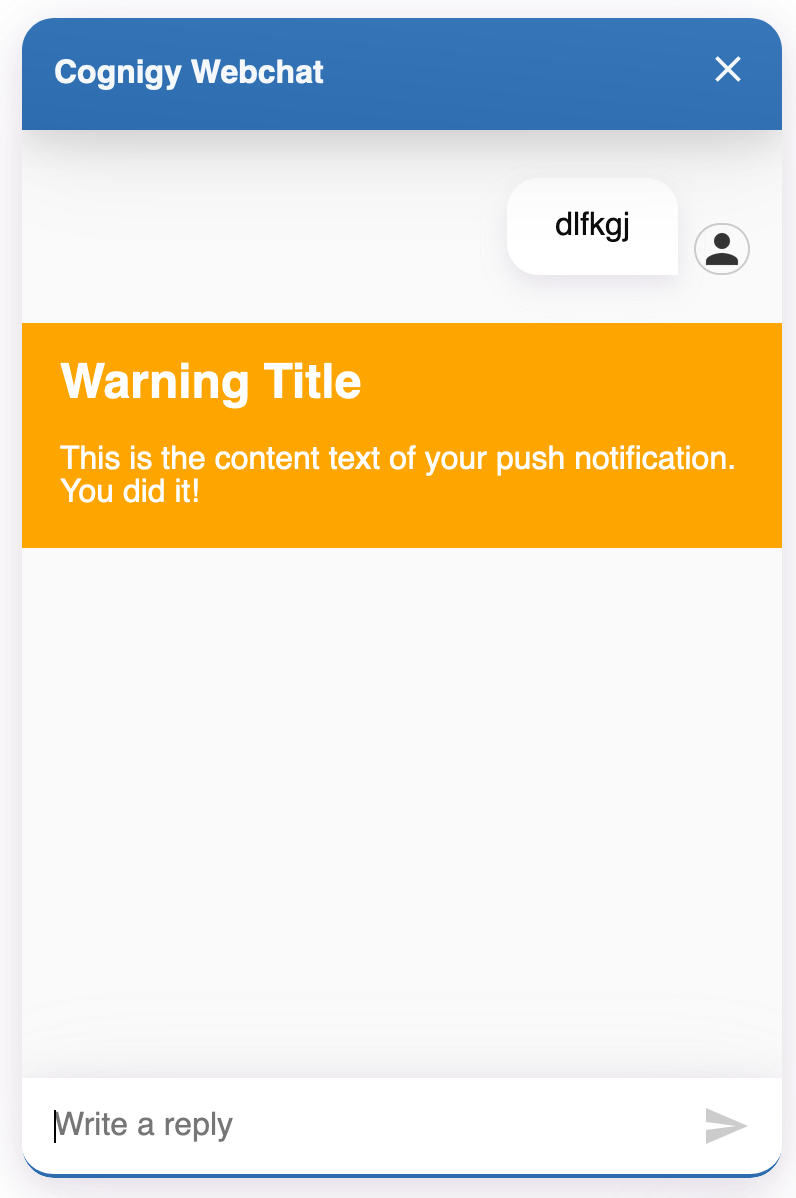 Cognigy Webchat
dlfkgj
Warning Title
This is the content text of your push notification.
You did it!
Write a reply